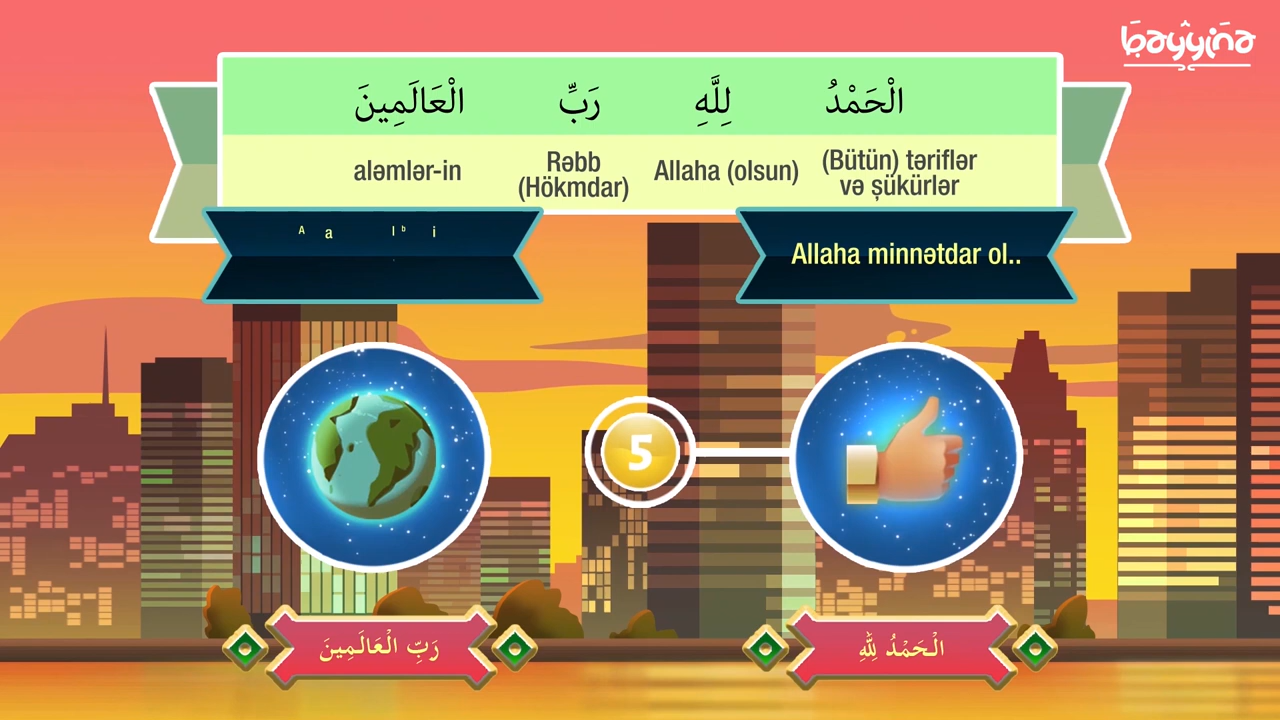 bayyina
الْحَمْدُ لِلَّهِ رَبِّ الْعَالَمِينَ
(Bütün) təriflər
və şükürlər
Allaha (olsun)
Rəbb
(Hökmdar)
aləmlər-in
Allaha minnətdar ol..
5
الْحَمْدُ لِلَّهِ
رَبِّ الْعَالَمِينَ